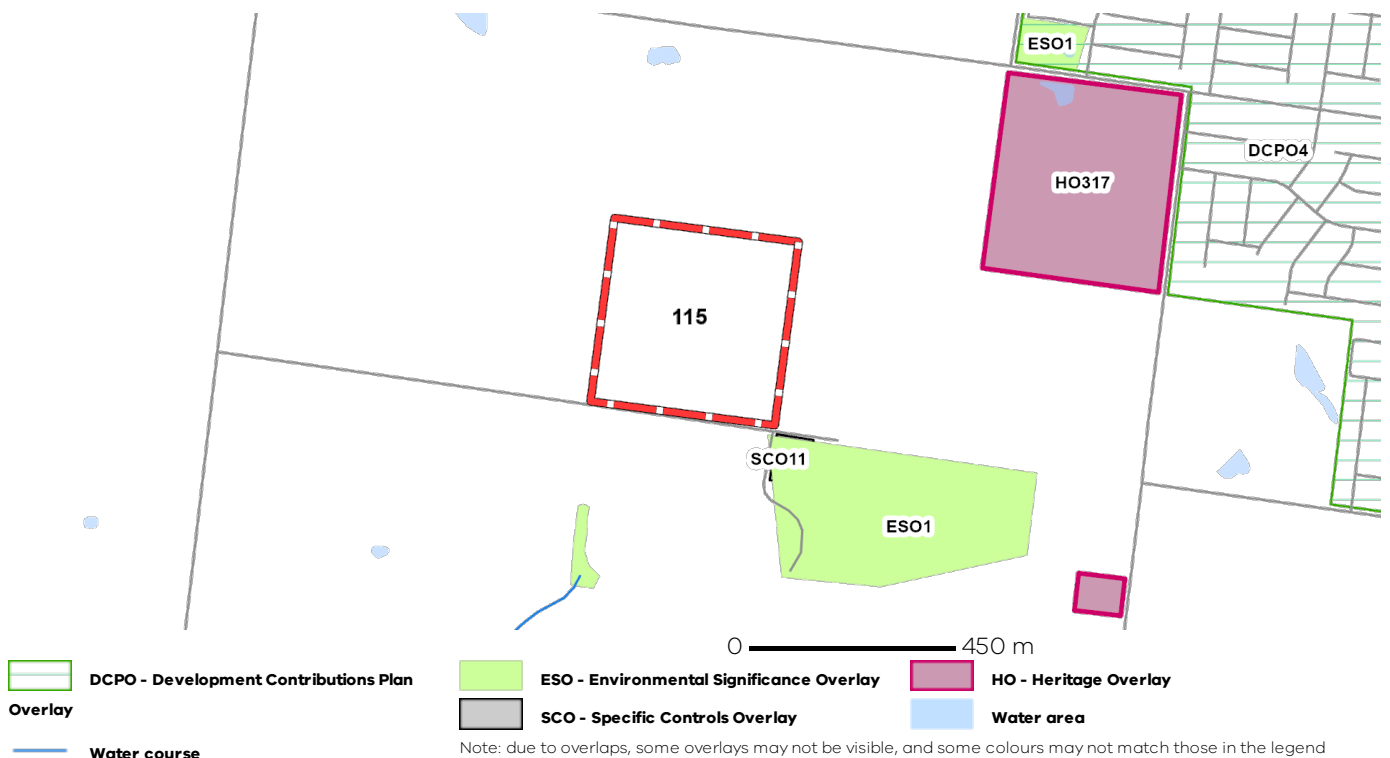 ESO1
DCPO4
HO317
115
SCO11
ESO1
0 450 m
DCPO - Development Contributions Plan
Overlay
ESO - Environmental Significance Overlay
HO - Heritage Overlay
SCO - Specific Controls Overlay
Water area
Water course
Note: due to overlaps, some overlays may not be visible, and some colours may not match those in the legend